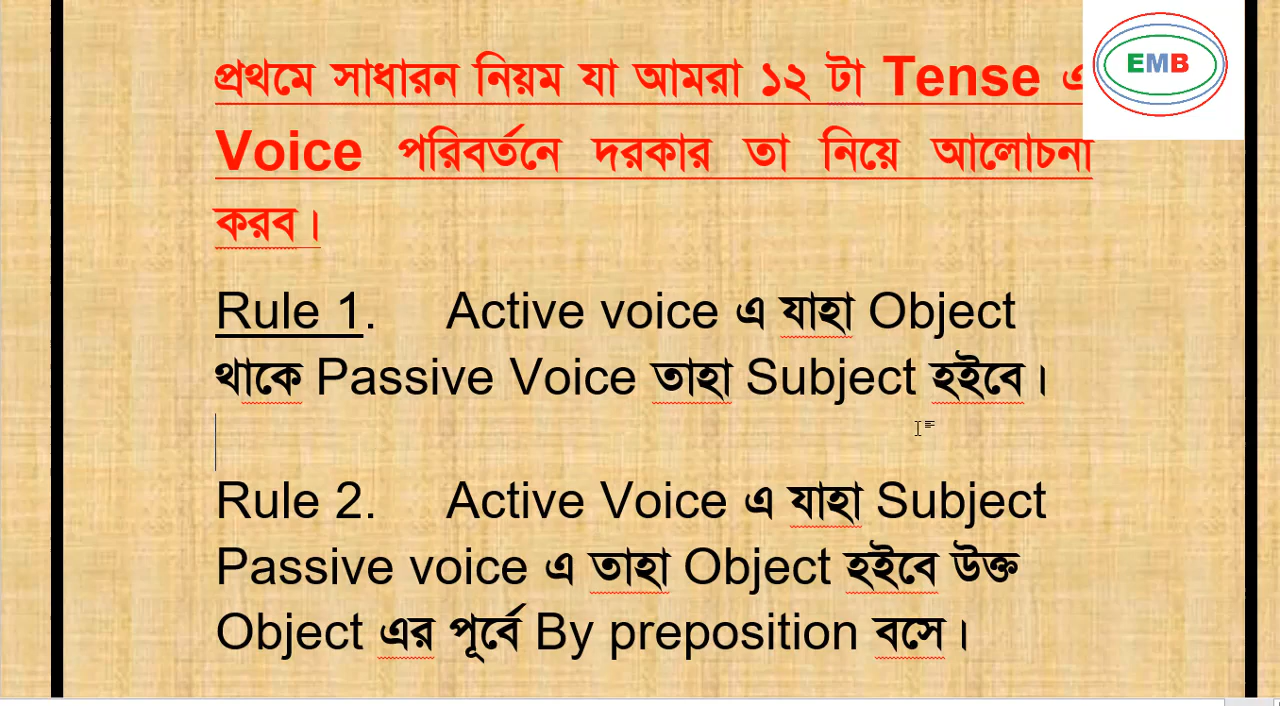 প্রথমে সাধারন নিয়ম যা আমরা ১২ টা Tense এ
EMB
Voice পরিবর্তনে দরকার তা নিয়ে আলোচনা
করব।
Rule 1. Active voice এ যাহা Object
থাকে Passive Voice তাহা Subject হইবে।
Rule 2. Active Voice এ যাহা Subject
Passive voice এ তাহা Object হইবে উক্ত
Object এর পূর্বে By preposition বসে।